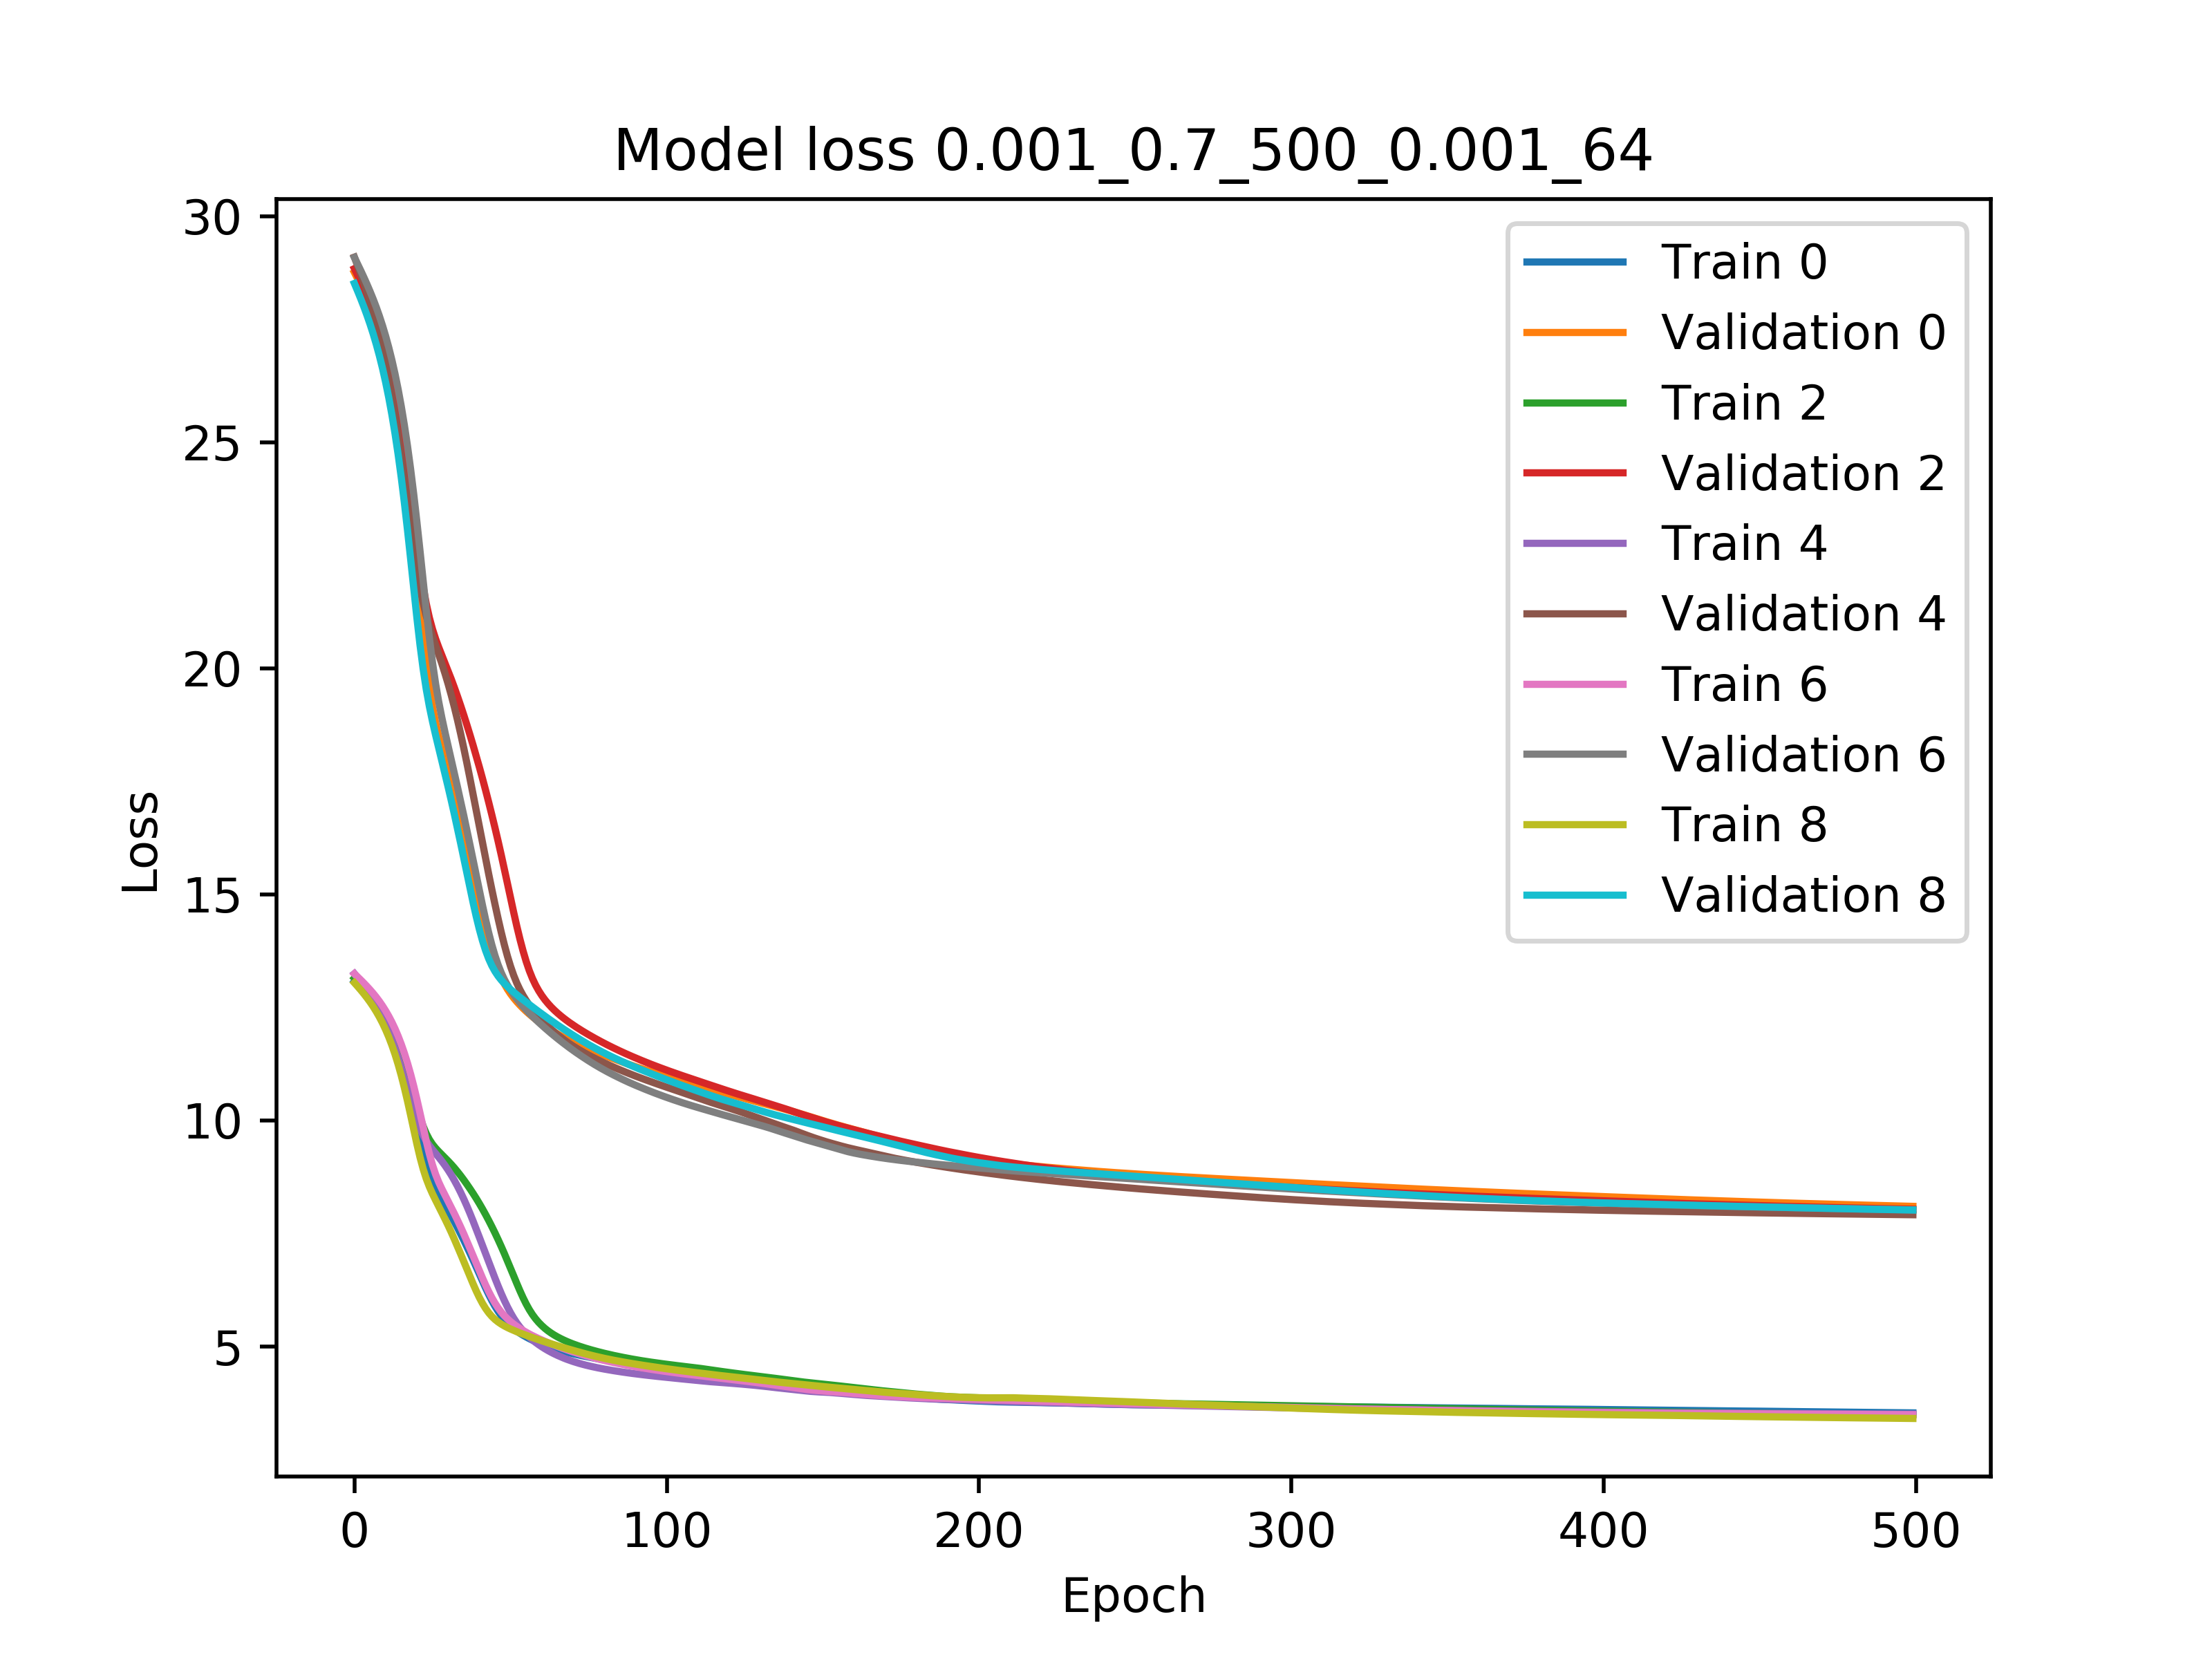 Model loss 0.001_0.7_500_0.001_64
30
25
20
15
10
5
Loss
Train 0
Validation 0
Train 2
Validation 2
Train 4
Validation 4
Train 6
Validation 6
Train 8
Validation 8
0 100 200 300 400 500
Epoch